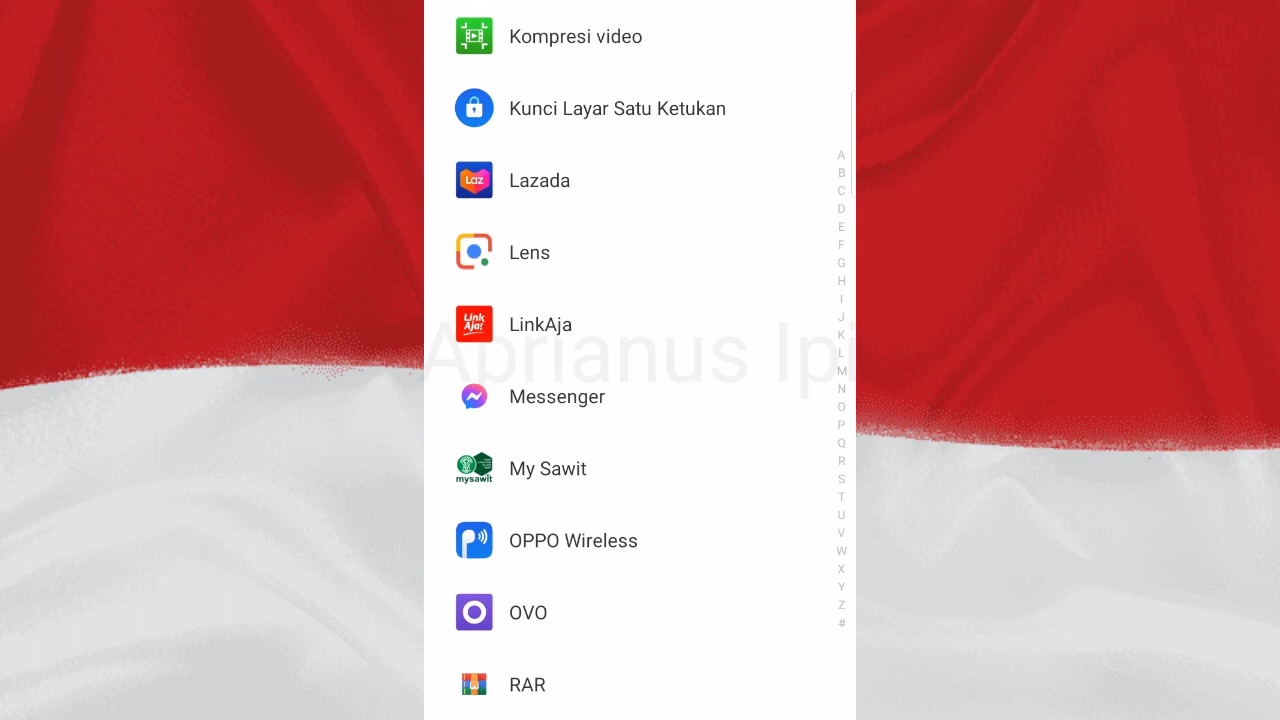 Kompresi video
Kunci Layar Satu Ketukan
Laz
Lazada
Lens
Link
Aja!
LinkAja
Aprianus Ipi
Messenger
mysawit
My Sawit
OPPO Wireless
OVO
RAR
A
B
C
D
E
F
G
H
I
J
K
L
M
N
O
P
Q
R
S
T
U
V
W
X
Y
Z
#